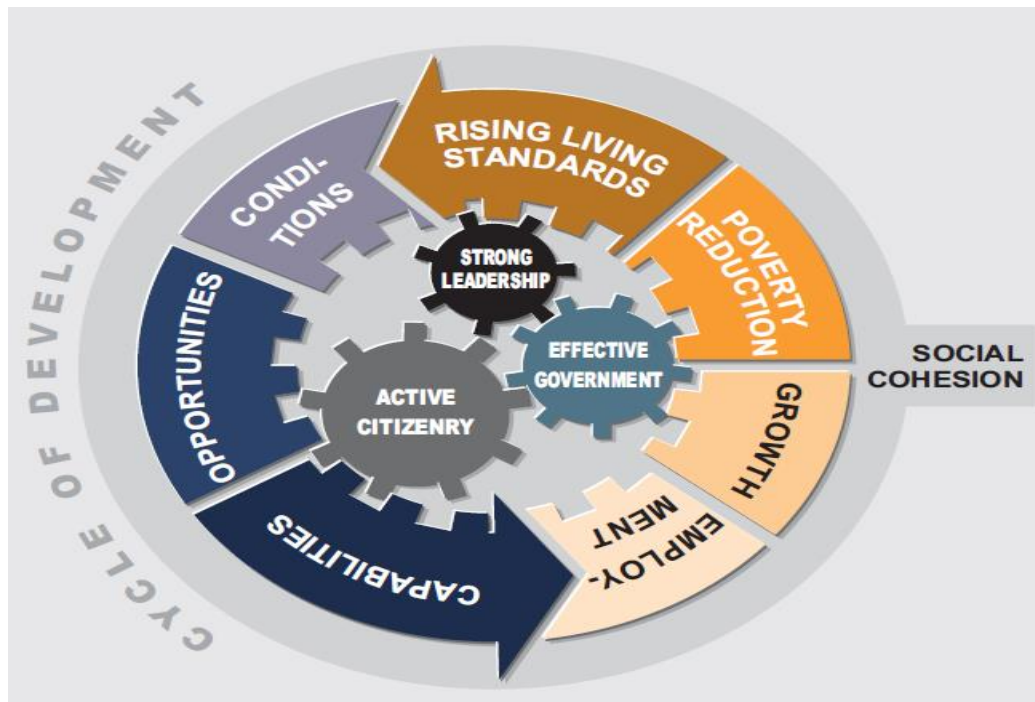 CYCLE OF DEVELOPMENT
RISING LIVING
STANDARDS
POVERTY
REDUCTION
GROWTH
EMPLOY-
MENT
CAPABILITIES
OPPORTUNITIES
CONDI-
TIONS
STRONG
LEADERSHIP
EFFECTIVE
GOVERNMENT
ACTIVE
CITIZENRY
SOCIAL
COHESION